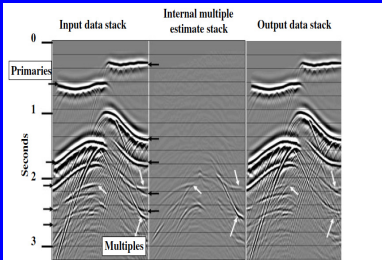 Input data stack
Internal multiple
estimate stack
Output data stack
0
Primaries
1
Seconds
2
Multiples
3